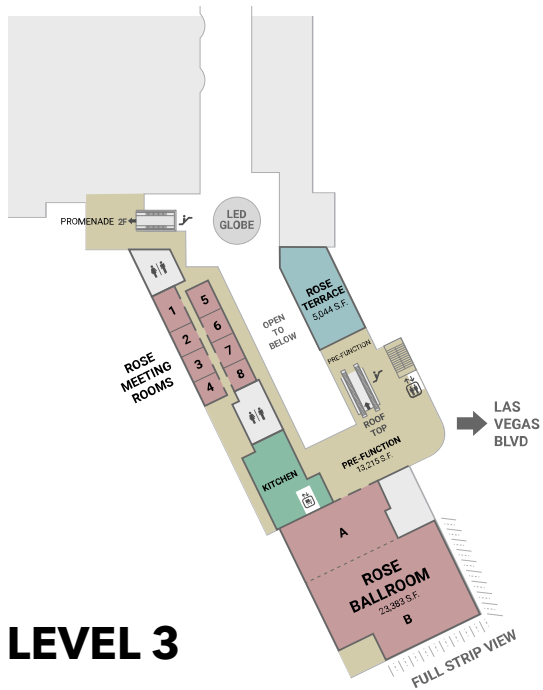 LED
GLOBE
PROMENADE 2F
ROSE
TERRACE
5,044 S.F.
OPEN
TO
BELOW
1
2
3
4
5
6
7
8
ROSE
MEETING
ROOMS
PRE-FUNCTION
ROOF
TOP
LAS
VEGAS
BLVD
PRE-FUNCTION
13,215 S.F.
KITCHEN
A
ROSE
BALLROOM
23,383 S.F.
B
LEVEL 3
FULL STRIP VIEW